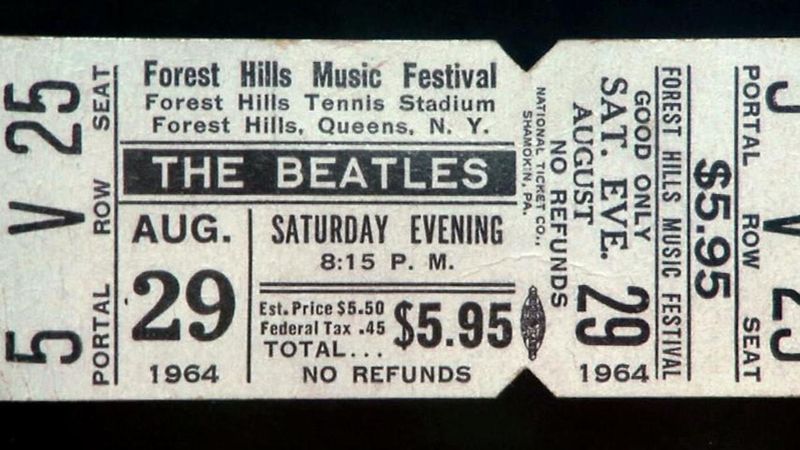 SEAT 25
ROW V
PORTAL 5
Forest Hills Music Festival
Forest Hills Tennis Stadium
Forest Hills, Queens, N. Y.
THE BEATLES
AUG.
29
1964
SATURDAY EVENING
8:15 P. M.
Est. Price $5.50
Federal Tax .45
TOTAL... $5.95
NO REFUNDS
NATIONAL TICKET CO.,
SHAMOKIN, PA.
NO REFUNDS
AUGUST 29
SAT. EVE.
GOOD ONLY
1964
FOREST HILLS MUSIC FESTIVAL
$5.95
PORTAL
ROW
SEAT